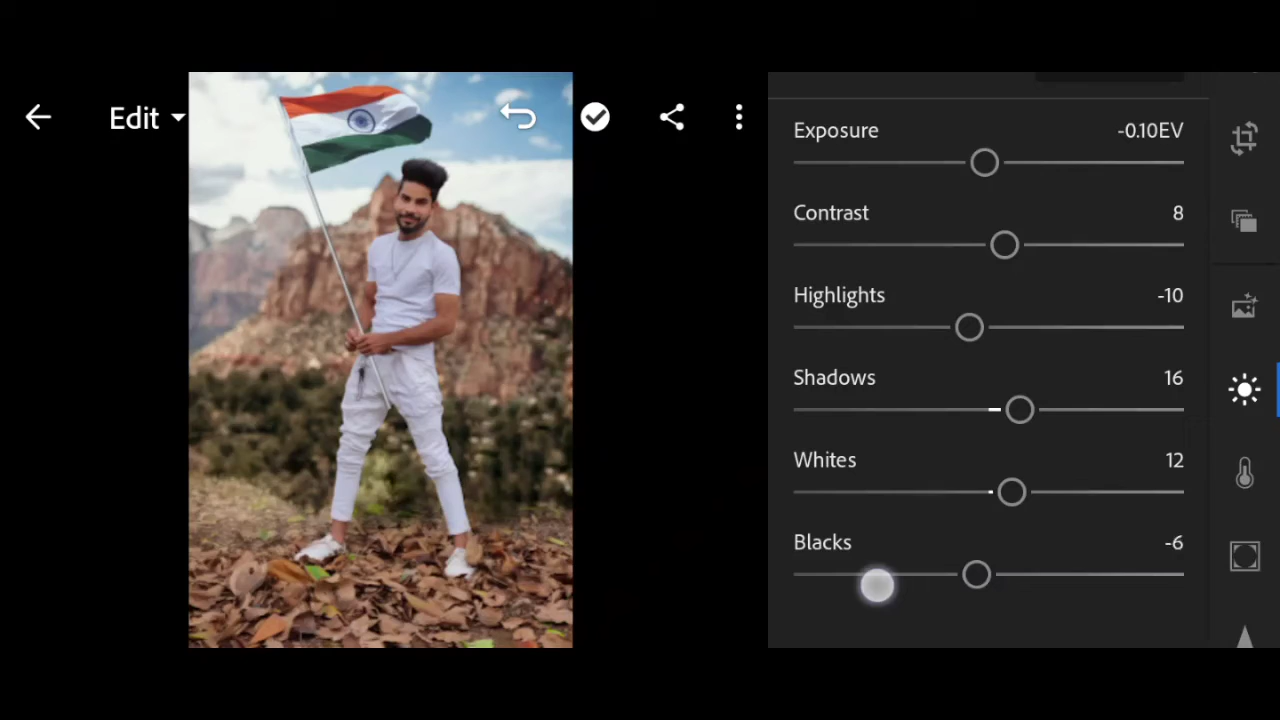 Edit
Exposure -0.10EV
Contrast 8
Highlights -10
Shadows 16
Whites 12
Blacks -6